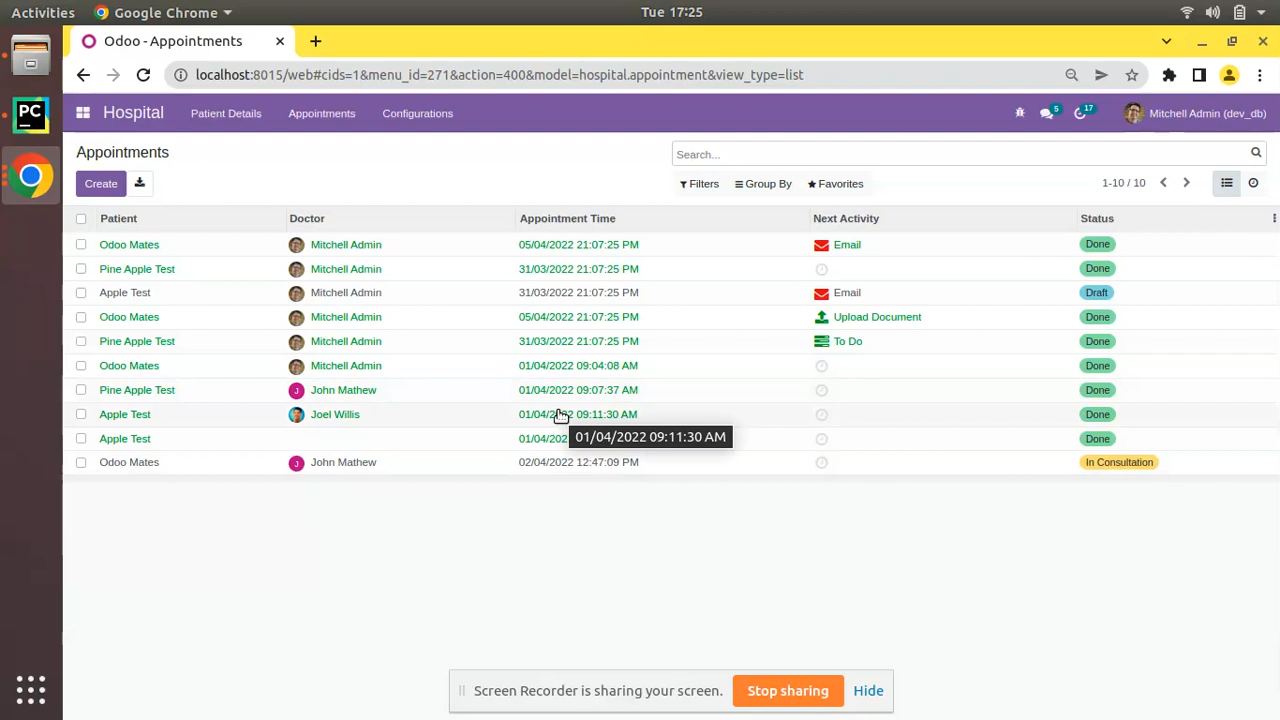 Activities Google Chrome Tue 17:25
Odoo - Appointments
localhost:8015/web#cids=1&menu_id=271&action=400&model=hospital.appointment&view_type=list
PC
Hospital Patient Details Appointments Configurations 5 17 Mitchell Admin (dev_db)
Appointments
Search...
Create Filters Group By Favorites 1-10 / 10
Patient Doctor Appointment Time Next Activity Status
Odoo Mates Mitchell Admin 05/04/2022 21:07:25 PM Email Done
Pine Apple Test Mitchell Admin 31/03/2022 21:07:25 PM Done
Apple Test Mitchell Admin 31/03/2022 21:07:25 PM Email Draft
Odoo Mates Mitchell Admin 05/04/2022 21:07:25 PM Upload Document Done
Pine Apple Test Mitchell Admin 31/03/2022 21:07:25 PM To Do Done
Odoo Mates Mitchell Admin 01/04/2022 09:04:08 AM Done
Pine Apple Test J John Mathew 01/04/2022 09:07:37 AM Done
Apple Test Joel Willis 01/04/2022 09:11:30 AM Done
01/04/2022 09:11:30 AM
Apple Test 01/04/202 Done
Odoo Mates J John Mathew 02/04/2022 12:47:09 PM In Consultation
Screen Recorder is sharing your screen. Stop sharing Hide